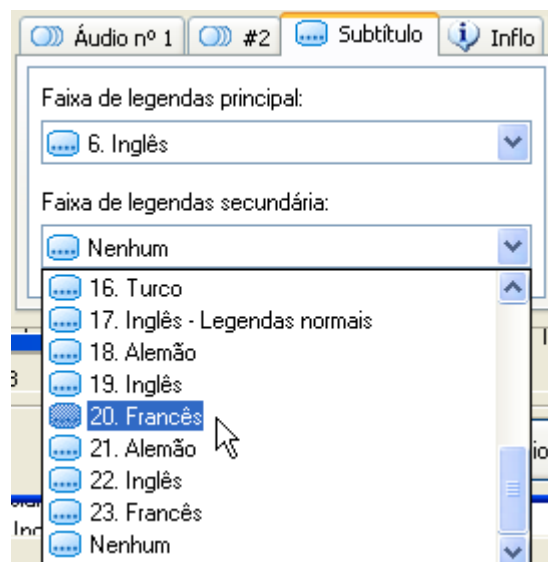 Áudio nº 1 #2 Subtítulo Inflo
Faixa de legendas principal:
6. Inglês
Faixa de legendas secundária:
Nenhum
16. Turco
17. Inglês - Legendas normais
18. Alemão
19. Inglês
20. Francês
21. Alemão
22. Inglês
23. Francês
Nenhum